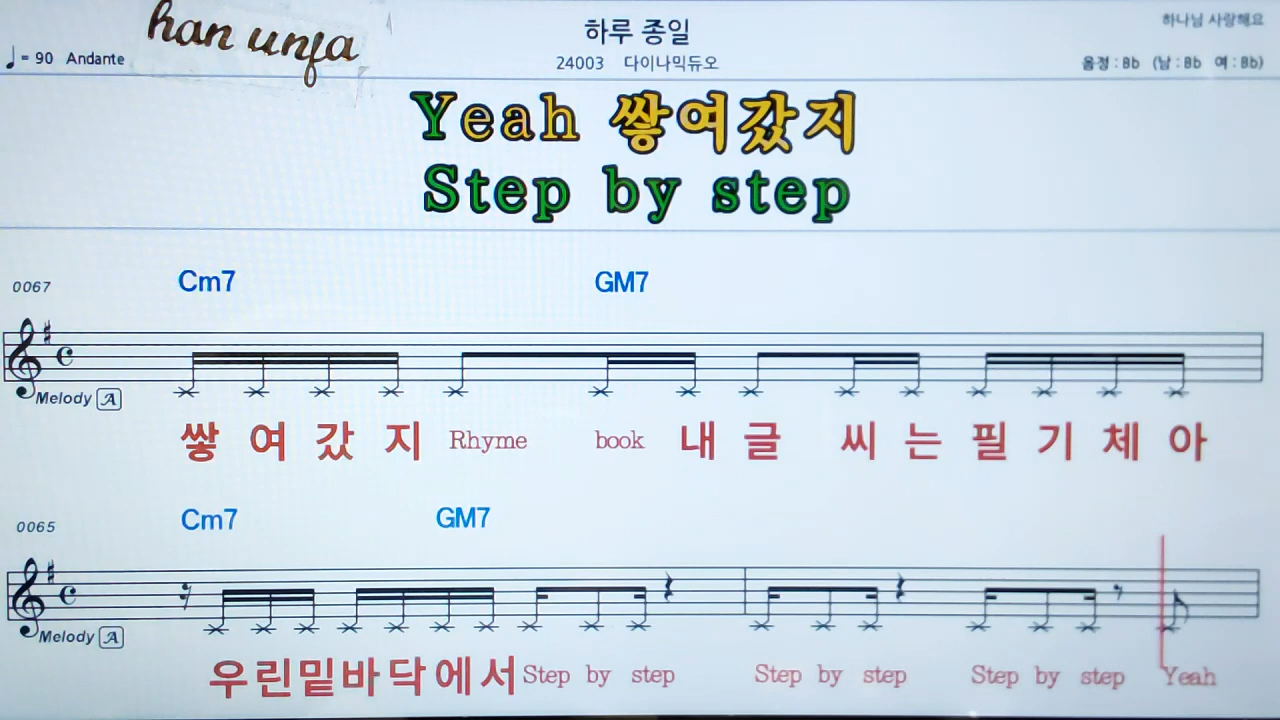 han unja
하루 종일
하나님 사랑해요
♩= 90 Andante
24003 다이나믹듀오
음정 : Bb (남 : Bb 여 : Bb)
Yeah 쌓여갔지
Step by step
0067
Cm7 GM7
Melody A
쌓 여 갔 지 Rhyme book 내 글 씨 는 필 기 체 아
0065
Cm7 GM7
Melody A
우린밑바닥에서 Step by step Step by step Step by step Yeah